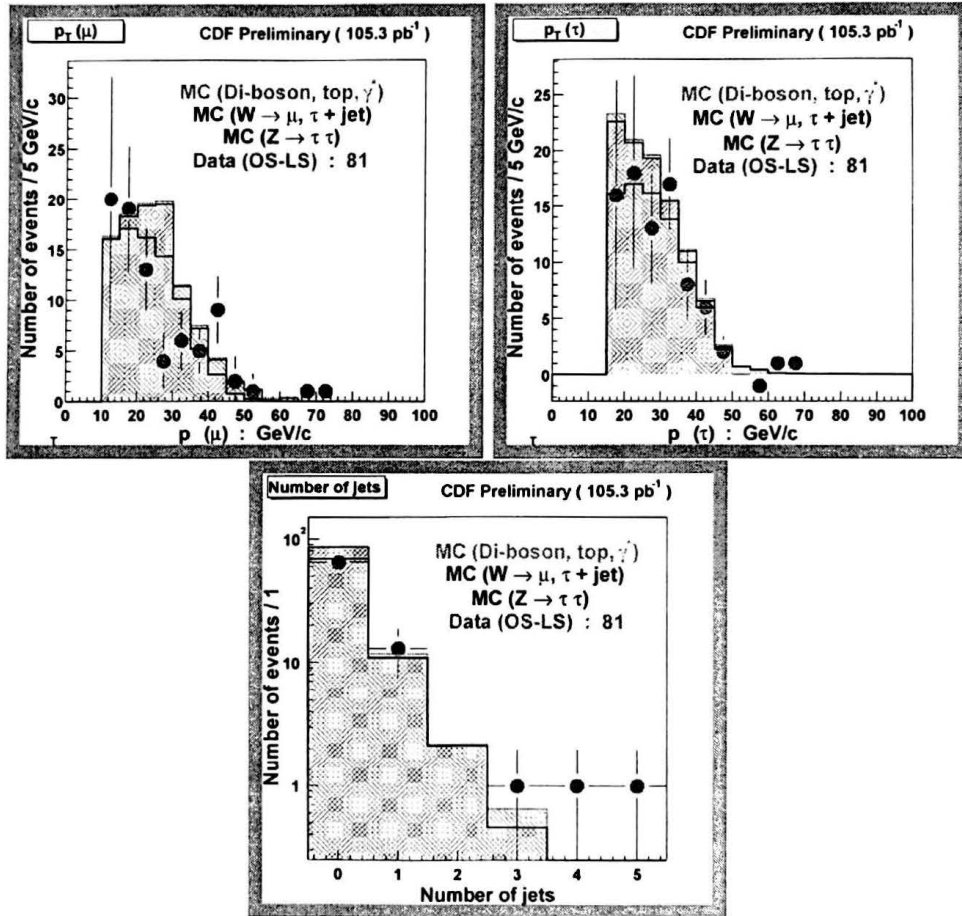 p_T (μ)
CDF Preliminary ( 105.3 pb⁻¹ )
MC (Di-boson, top, γ*)
MC (W → μ, τ + jet)
MC (Z → τ τ)
Data (OS-LS) : 81
Number of events / 5 GeV/c
30
25
20
15
10
5
0
0 10 20 30 40 50 60 70 80 90 100
τ
p (μ) : GeV/c
p_T (τ)
CDF Preliminary ( 105.3 pb⁻¹ )
MC (Di-boson, top, γ*)
MC (W → μ, τ + jet)
MC (Z → τ τ)
Data (OS-LS) : 81
Number of events / 5 GeV/c
25
20
15
10
5
0
0 10 20 30 40 50 60 70 80 90 100
τ
p (τ) : GeV/c
Number of jets
CDF Preliminary ( 105.3 pb⁻¹ )
MC (Di-boson, top, γ*)
MC (W → μ, τ + jet)
MC (Z → τ τ)
Data (OS-LS) : 81
Number of events / 1
10²
10
1
0 1 2 3 4 5
Number of jets